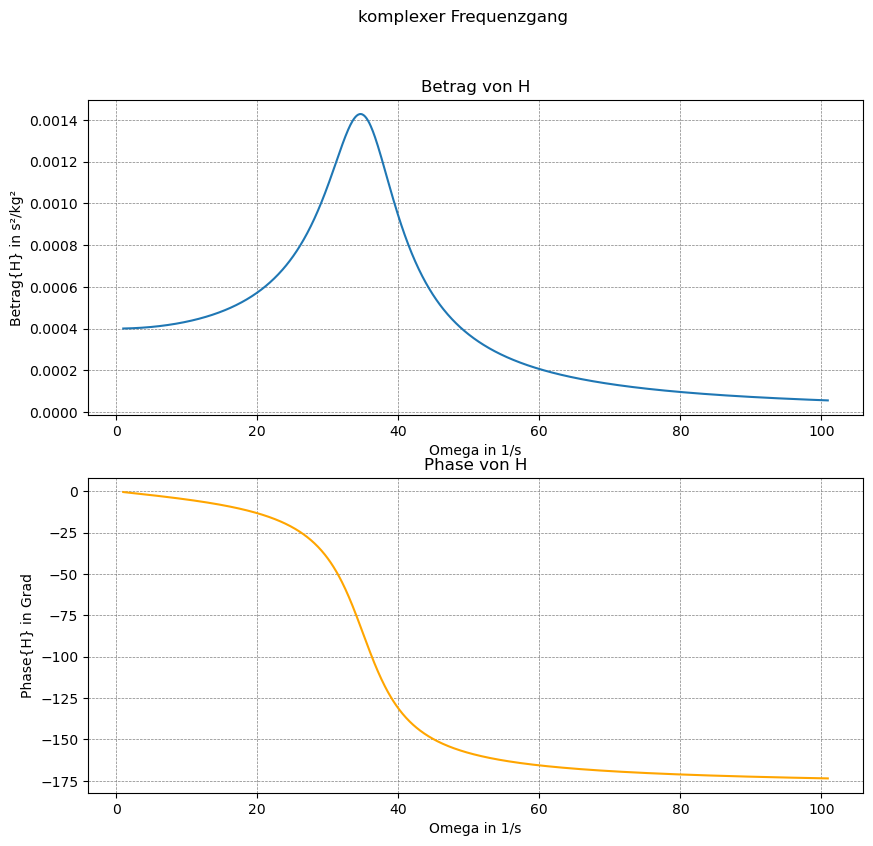 komplexer Frequenzgang
Betrag von H
Betrag{H} in s²/kg²
0.0014
0.0012
0.0010
0.0008
0.0006
0.0004
0.0002
0.0000
0 20 40 60 80 100
Omega in 1/s
Phase von H
Phase{H} in Grad
0
−25
−50
−75
−100
−125
−150
−175
0 20 40 60 80 100
Omega in 1/s